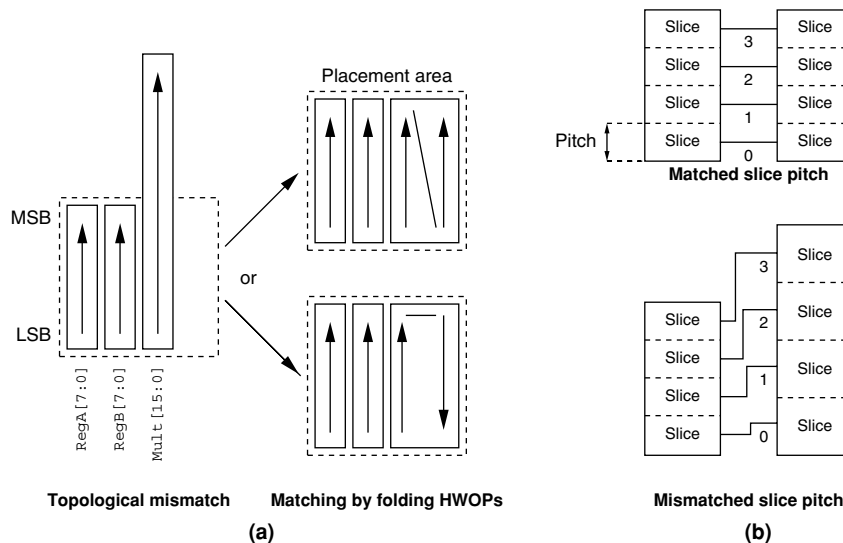 Placement area
MSB
LSB
or
RegA[7:0]
RegB[7:0]
Mult[15:0]
Topological mismatch
Matching by folding HWOPs
(a)
Slice
Slice
3
Slice
Slice
2
Slice
Slice
1
Pitch
Slice
Slice
0
Matched slice pitch
Slice
3
Slice
Slice
2
Slice
Slice
1
Slice
Slice
0
Slice
Mismatched slice pitch
(b)